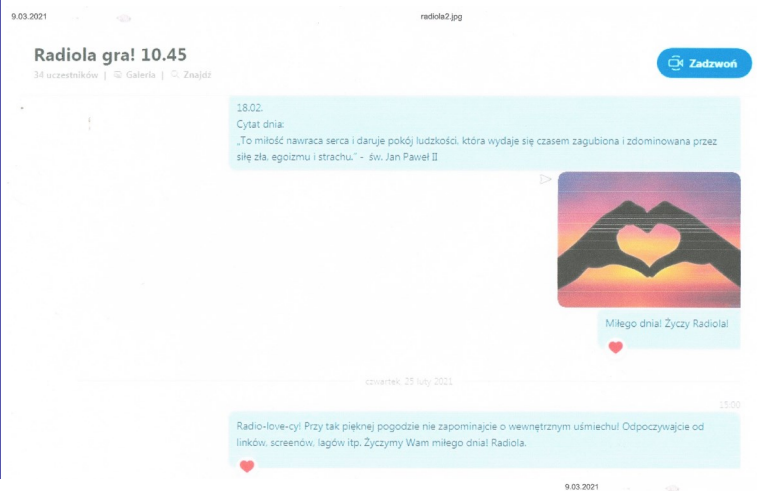 9.03.2021
radiola2.jpg
Radiola gra! 10.45
34 uczestników | Galeria | Znajdź
Zadzwoń
18.02.
Cytat dnia:
„To miłość nawraca serca i daruje pokój ludzkości, która wydaje się czasem zagubiona i zdominowana przez
siłę zła, egoizmu i strachu." - św. Jan Paweł II
Miłego dnia! Życzy Radiola!
czwartek, 25 luty 2021
15:00
Radio-love-cy! Przy tak pięknej pogodzie nie zapominajcie o wewnętrznym uśmiechu! Odpoczywajcie od
linków, screenów, lagów itp. Życzymy Wam miłego dnia! Radiola.
9.03.2021